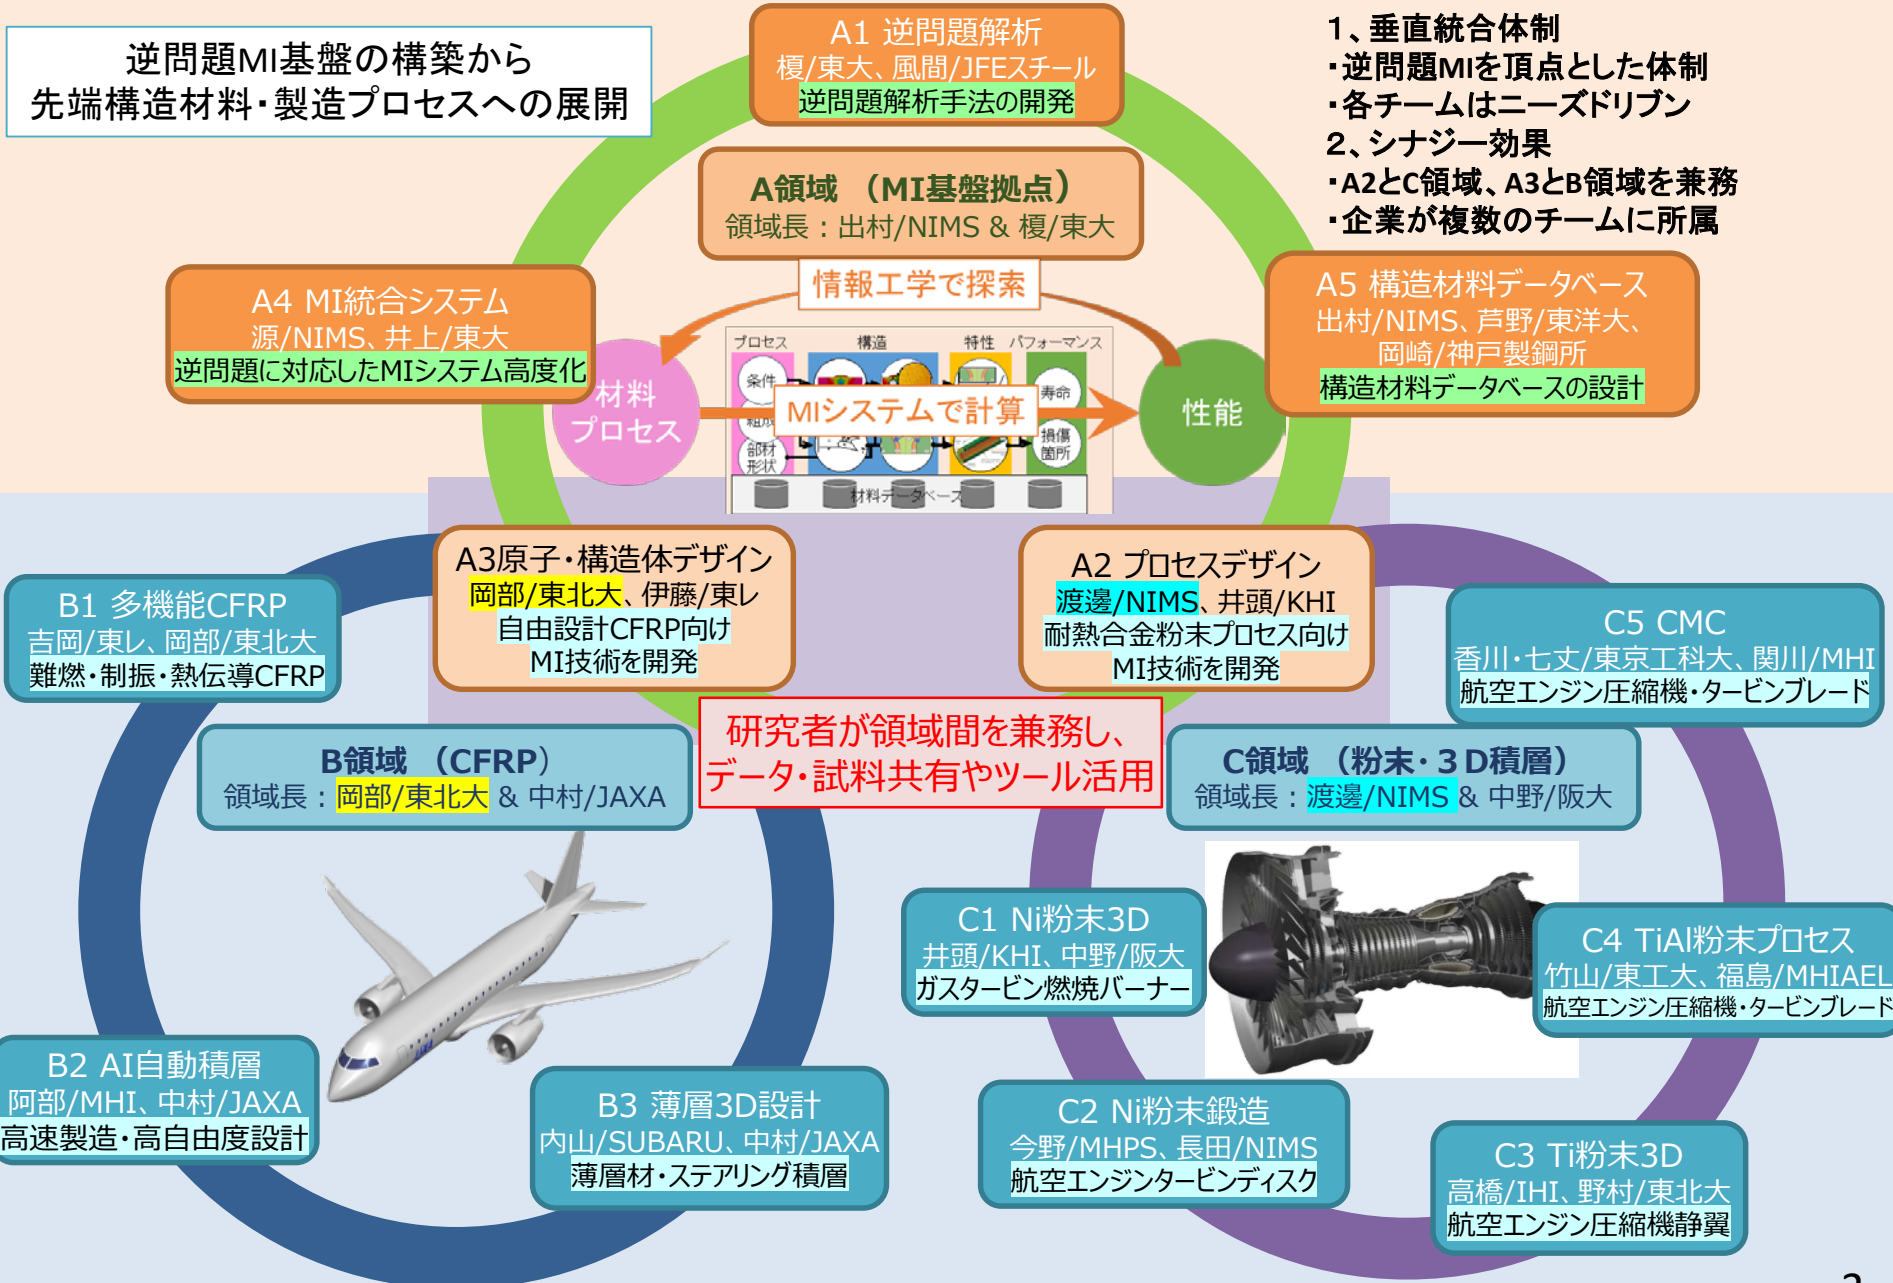 逆問題MI基盤の構築から
先端構造材料・製造プロセスへの展開
A1 逆問題解析
榎/東大、風間/JFEスチール
逆問題解析手法の開発
1、垂直統合体制
・逆問題MIを頂点とした体制
・各チームはニーズドリブン
2、シナジー効果
・A2とC領域、A3とB領域を兼務
・企業が複数のチームに所属
A領域 （MI基盤拠点）
領域長：出村/NIMS & 榎/東大
A4 MI統合システム
源/NIMS、井上/東大
逆問題に対応したMIシステム高度化
A5 構造材料データベース
出村/NIMS、芦野/東洋大、
岡崎/神戸製鋼所
構造材料データベースの設計
情報工学で探索
プロセス 構造 特性 パフォーマンス
条件
組成
部材
形状
寿命
損傷
箇所
材料データベース
MIシステムで計算
材料
プロセス
性能
A3原子・構造体デザイン
岡部/東北大、伊藤/東レ
自由設計CFRP向け
MI技術を開発
A2 プロセスデザイン
渡邊/NIMS、井頭/KHI
耐熱合金粉末プロセス向け
MI技術を開発
研究者が領域間を兼務し、
データ・試料共有やツール活用
B1 多機能CFRP
吉岡/東レ、岡部/東北大
難燃・制振・熱伝導CFRP
B領域 （CFRP）
領域長：岡部/東北大 & 中村/JAXA
B2 AI自動積層
阿部/MHI、中村/JAXA
高速製造・高自由度設計
B3 薄層3D設計
内山/SUBARU、中村/JAXA
薄層材・ステアリング積層
C5 CMC
香川・七丈/東京工科大、関川/MHI
航空エンジン圧縮機・タービンブレード
C領域 （粉末・３D積層）
領域長：渡邊/NIMS & 中野/阪大
C1 Ni粉末3D
井頭/KHI、中野/阪大
ガスタービン燃焼バーナー
C4 TiAl粉末プロセス
竹山/東工大、福島/MHIAEL
航空エンジン圧縮機・タービンブレード
C2 Ni粉末鍛造
今野/MHPS、長田/NIMS
航空エンジンタービンディスク
C3 Ti粉末3D
高橋/IHI、野村/東北大
航空エンジン圧縮機静翼
JAXA